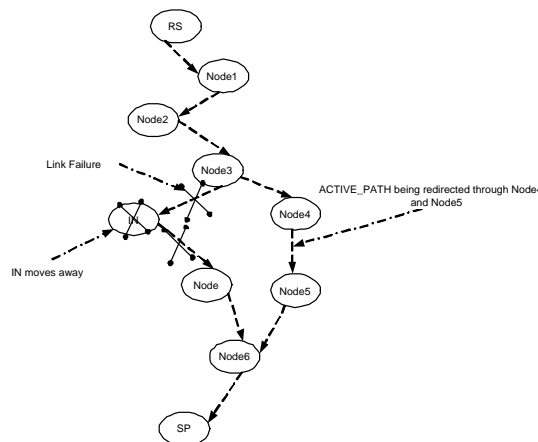 RS
Node1
Node2
Link Failure
Node3
ACTIVE_PATH being redirected through Node4
and Node5
Node4
IN
IN moves away
Node
Node5
Node6
SP